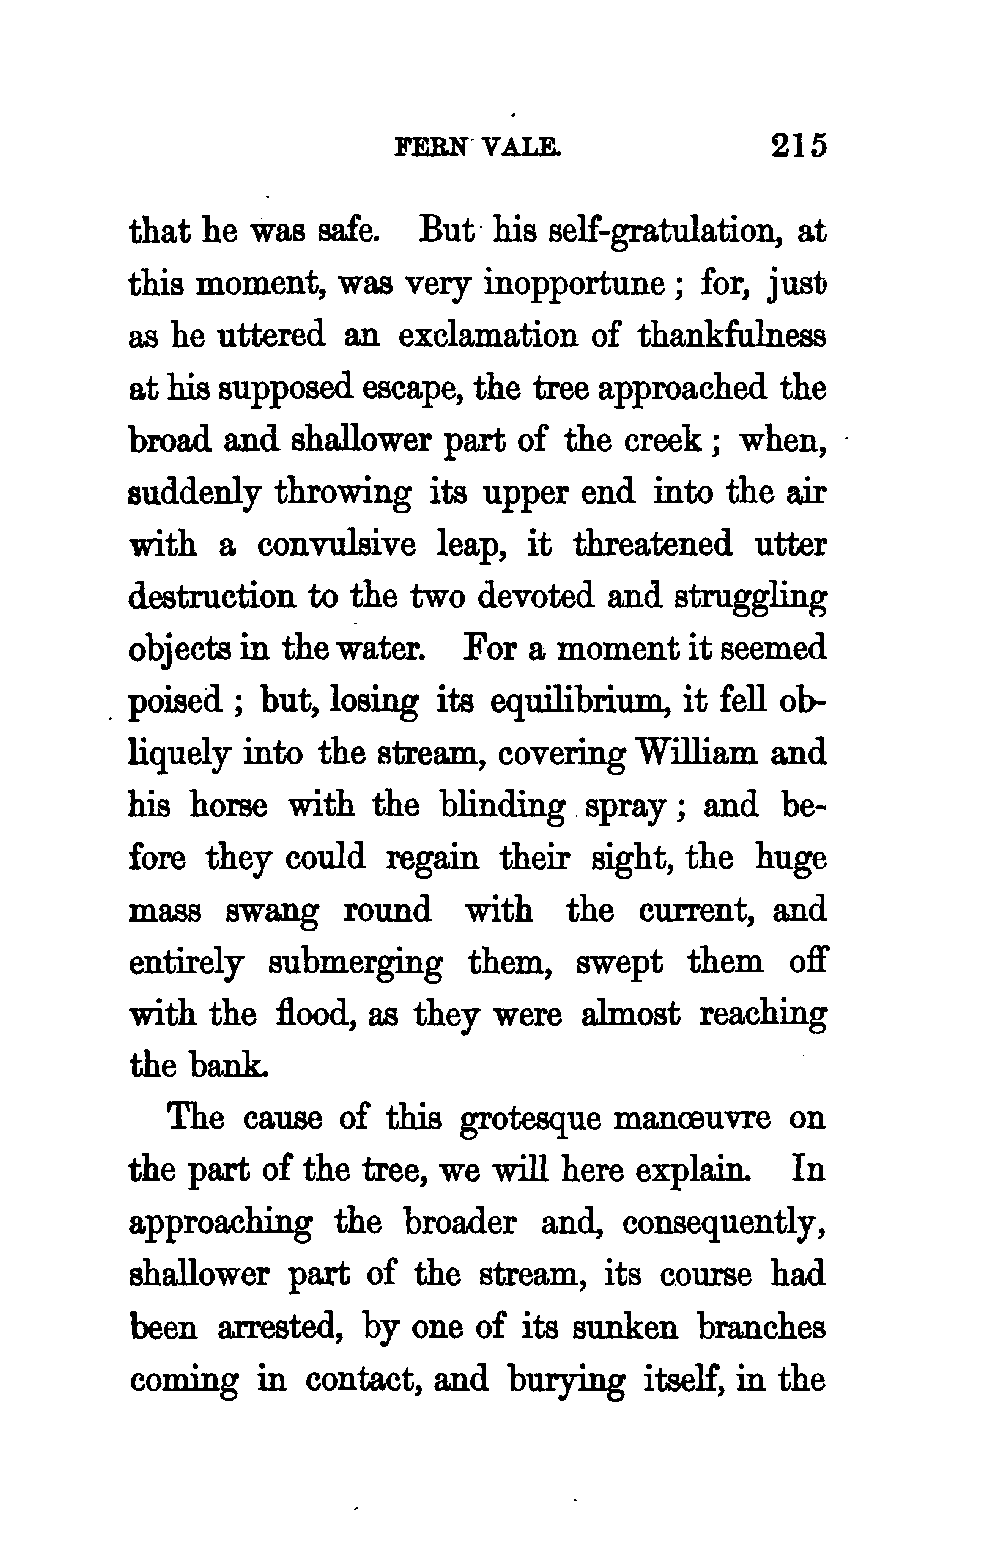 FERN VALE. 215
that he was safe. But his self-gratulation, at
this moment, was very inopportune ; for, just
as he uttered an exclamation of thankfulness
at his supposed escape, the tree approached the
broad and shallower part of the creek ; when,
suddenly throwing its upper end into the air
with a convulsive leap, it threatened utter
destruction to the two devoted and struggling
objects in the water. For a moment it seemed
poised ; but, losing its equilibrium, it fell ob-
liquely into the stream, covering William and
his horse with the blinding spray ; and be-
fore they could regain their sight, the huge
mass swang round with the current, and
entirely submerging them, swept them off
with the flood, as they were almost reaching
the bank.
The cause of this grotesque manœuvre on
the part of the tree, we will here explain. In
approaching the broader and, consequently,
shallower part of the stream, its course had
been arrested, by one of its sunken branches
coming in contact, and burying itself, in the